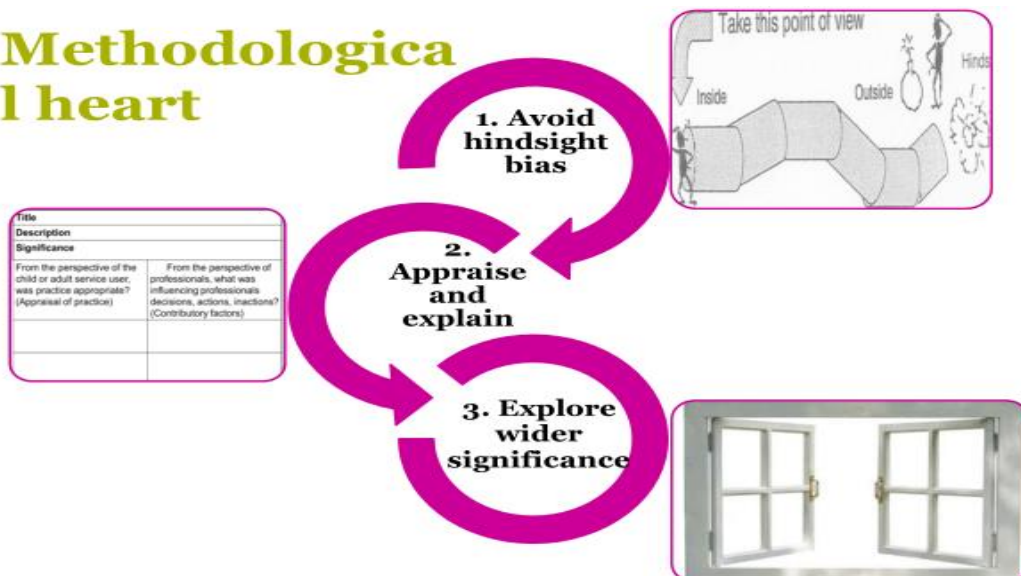 Methodologica
l heart
Take this point of view
Inside
Outside
Hinds
1. Avoid
hindsight
bias
Title
Description
Significance
From the perspective of the
child or adult service user,
was practice appropriate?
(Appraisal of practice)
From the perspective of
professionals, what was
influencing professionals
decisions, actions, inactions?
(Contributory factors)
2.
Appraise
and
explain
3. Explore
wider
significance